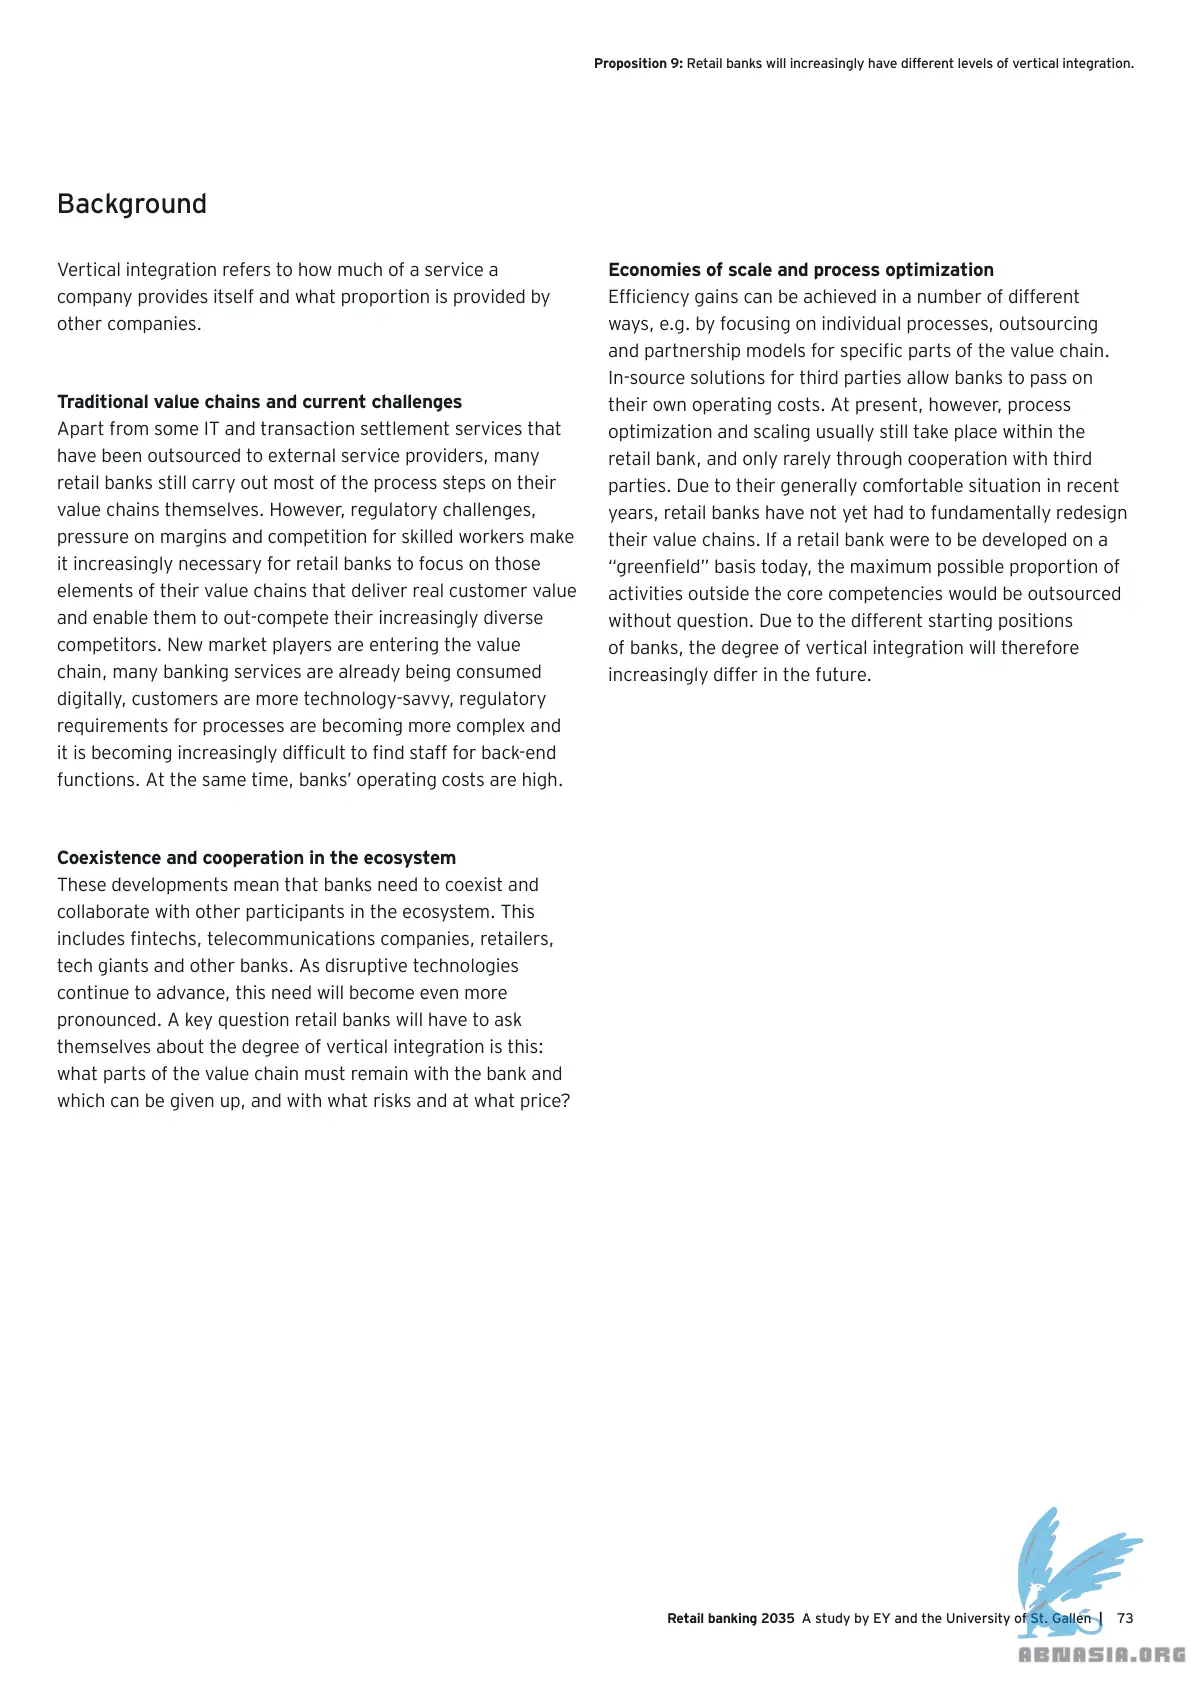 Proposition 9: Retail banks will increasingly have different levels of vertical integration.
Background
Vertical integration refers to how much of a service a
company provides itself and what proportion is provided by
other companies.
Traditional value chains and current challenges
Apart from some IT and transaction settlement services that
have been outsourced to external service providers, many
retail banks still carry out most of the process steps on their
value chains themselves. However, regulatory challenges,
pressure on margins and competition for skilled workers make
it increasingly necessary for retail banks to focus on those
elements of their value chains that deliver real customer value
and enable them to out-compete their increasingly diverse
competitors. New market players are entering the value
chain, many banking services are already being consumed
digitally, customers are more technology-savvy, regulatory
requirements for processes are becoming more complex and
it is becoming increasingly difficult to find staff for back-end
functions. At the same time, banks’ operating costs are high.
Coexistence and cooperation in the ecosystem
These developments mean that banks need to coexist and
collaborate with other participants in the ecosystem. This
includes fintechs, telecommunications companies, retailers,
tech giants and other banks. As disruptive technologies
continue to advance, this need will become even more
pronounced. A key question retail banks will have to ask
themselves about the degree of vertical integration is this:
what parts of the value chain must remain with the bank and
which can be given up, and with what risks and at what price?
Economies of scale and process optimization
Efficiency gains can be achieved in a number of different
ways, e.g. by focusing on individual processes, outsourcing
and partnership models for specific parts of the value chain.
In-source solutions for third parties allow banks to pass on
their own operating costs. At present, however, process
optimization and scaling usually still take place within the
retail bank, and only rarely through cooperation with third
parties. Due to their generally comfortable situation in recent
years, retail banks have not yet had to fundamentally redesign
their value chains. If a retail bank were to be developed on a
“greenfield” basis today, the maximum possible proportion of
activities outside the core competencies would be outsourced
without question. Due to the different starting positions
of banks, the degree of vertical integration will therefore
increasingly differ in the future.
Retail banking 2035 A study by EY and the University of St. Gallen | 73
ABNASIA.ORG